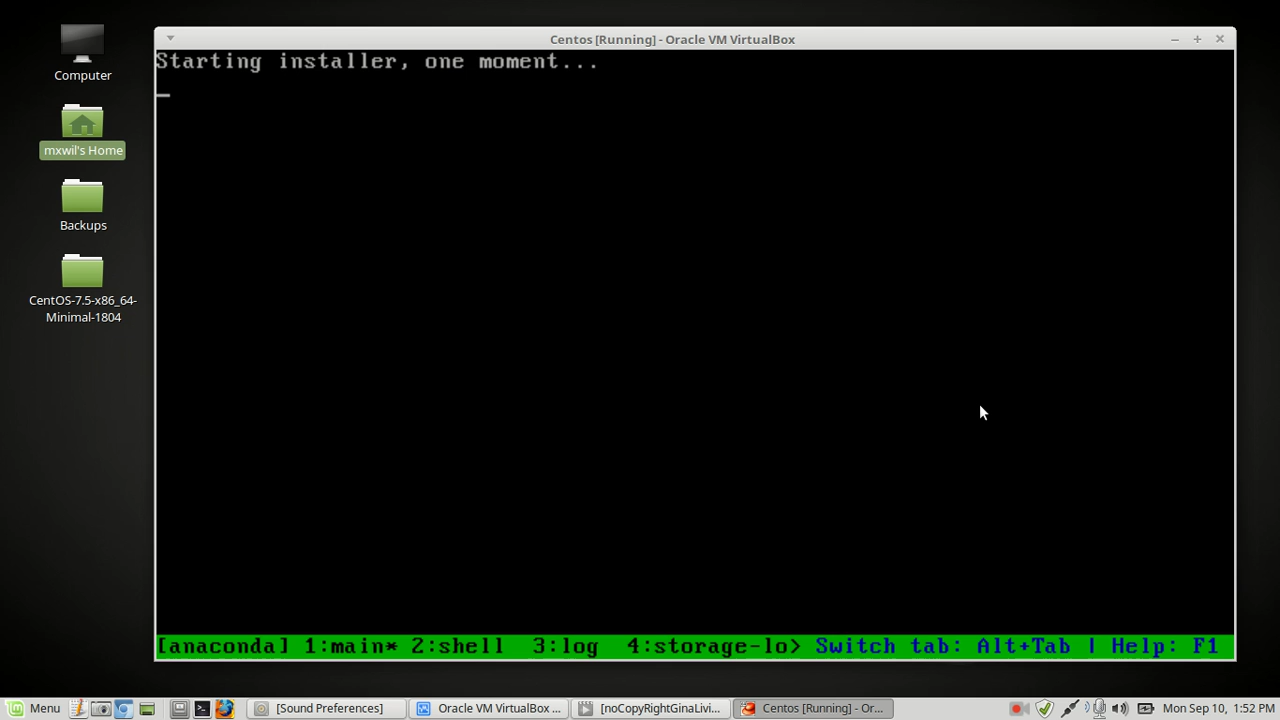 Centos [Running] - Oracle VM VirtualBox
Starting installer, one moment...
Computer
mxwil's Home
Backups
CentOS-7.5-x86_64-
Minimal-1804
[anaconda] 1:main* 2:shell  3:log  4:storage-lo> Switch tab: Alt+Tab | Help: F1
Menu
[Sound Preferences]
Oracle VM VirtualBox ...
[noCopyRightGinaLivi...
Centos [Running] - Or...
Mon Sep 10, 1:52 PM